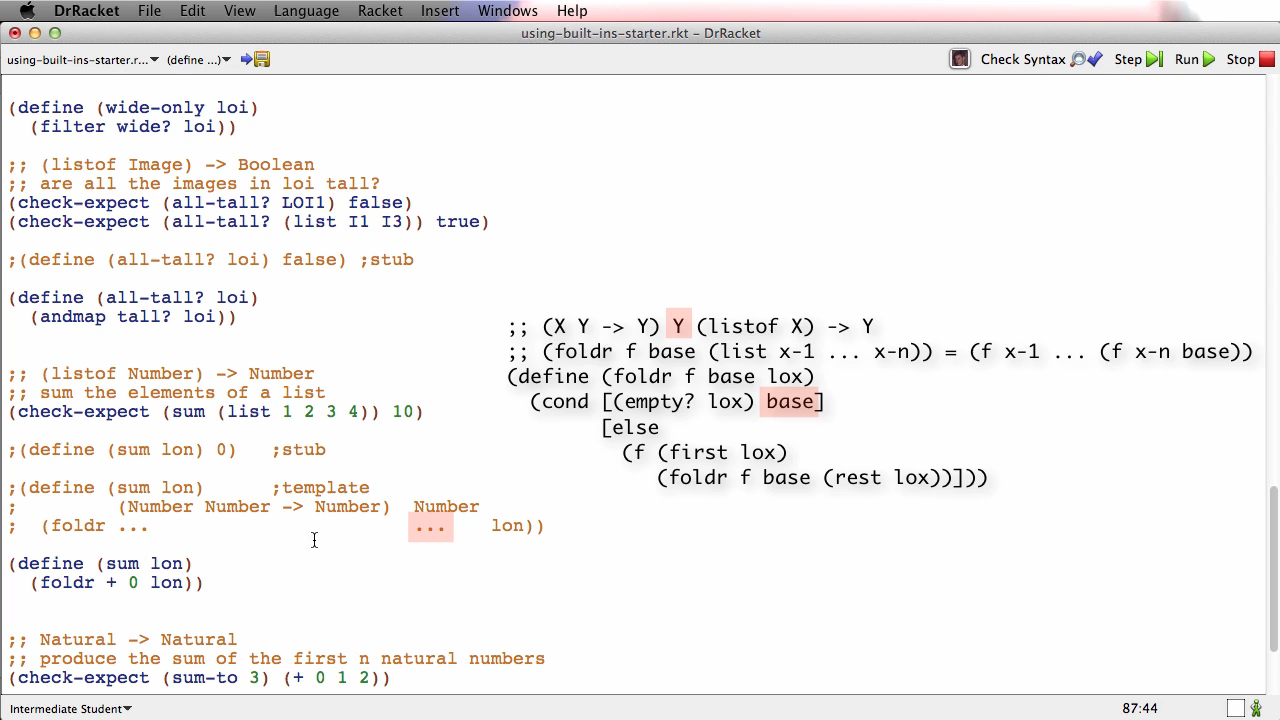 DrRacket File Edit View Language Racket Insert Windows Help
using-built-ins-starter.rkt – DrRacket
using-built-ins-starter.r... (define ...) Check Syntax Step Run Stop
(define (wide-only loi)
(filter wide? loi))
;; (listof Image) -> Boolean
;; are all the images in loi tall?
(check-expect (all-tall? LOI1) false)
(check-expect (all-tall? (list I1 I3)) true)
;(define (all-tall? loi) false) ;stub
(define (all-tall? loi)
(andmap tall? loi))
;; (listof Number) -> Number
;; sum the elements of a list
(check-expect (sum (list 1 2 3 4)) 10)
;(define (sum lon) 0) ;stub
;(define (sum lon) ;template
; (Number Number -> Number) Number
; (foldr ... ... lon))
(define (sum lon)
(foldr + 0 lon))
;; Natural -> Natural
;; produce the sum of the first n natural numbers
(check-expect (sum-to 3) (+ 0 1 2))
;; (X Y -> Y) Y (listof X) -> Y
;; (foldr f base (list x-1 ... x-n)) = (f x-1 ... (f x-n base))
(define (foldr f base lox)
(cond [(empty? lox) base]
[else
(f (first lox)
(foldr f base (rest lox))]))
Intermediate Student 87:44